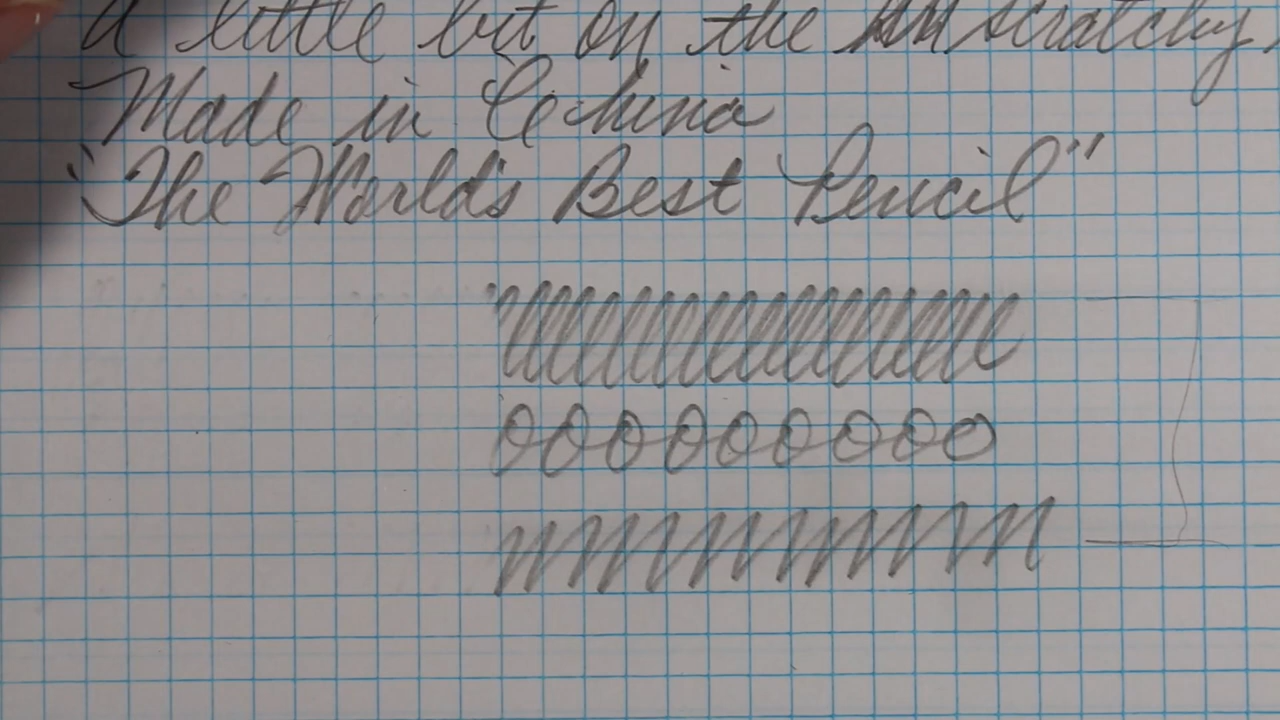 a little bit on the scratchy
Made in China
"The World's Best Pencil"